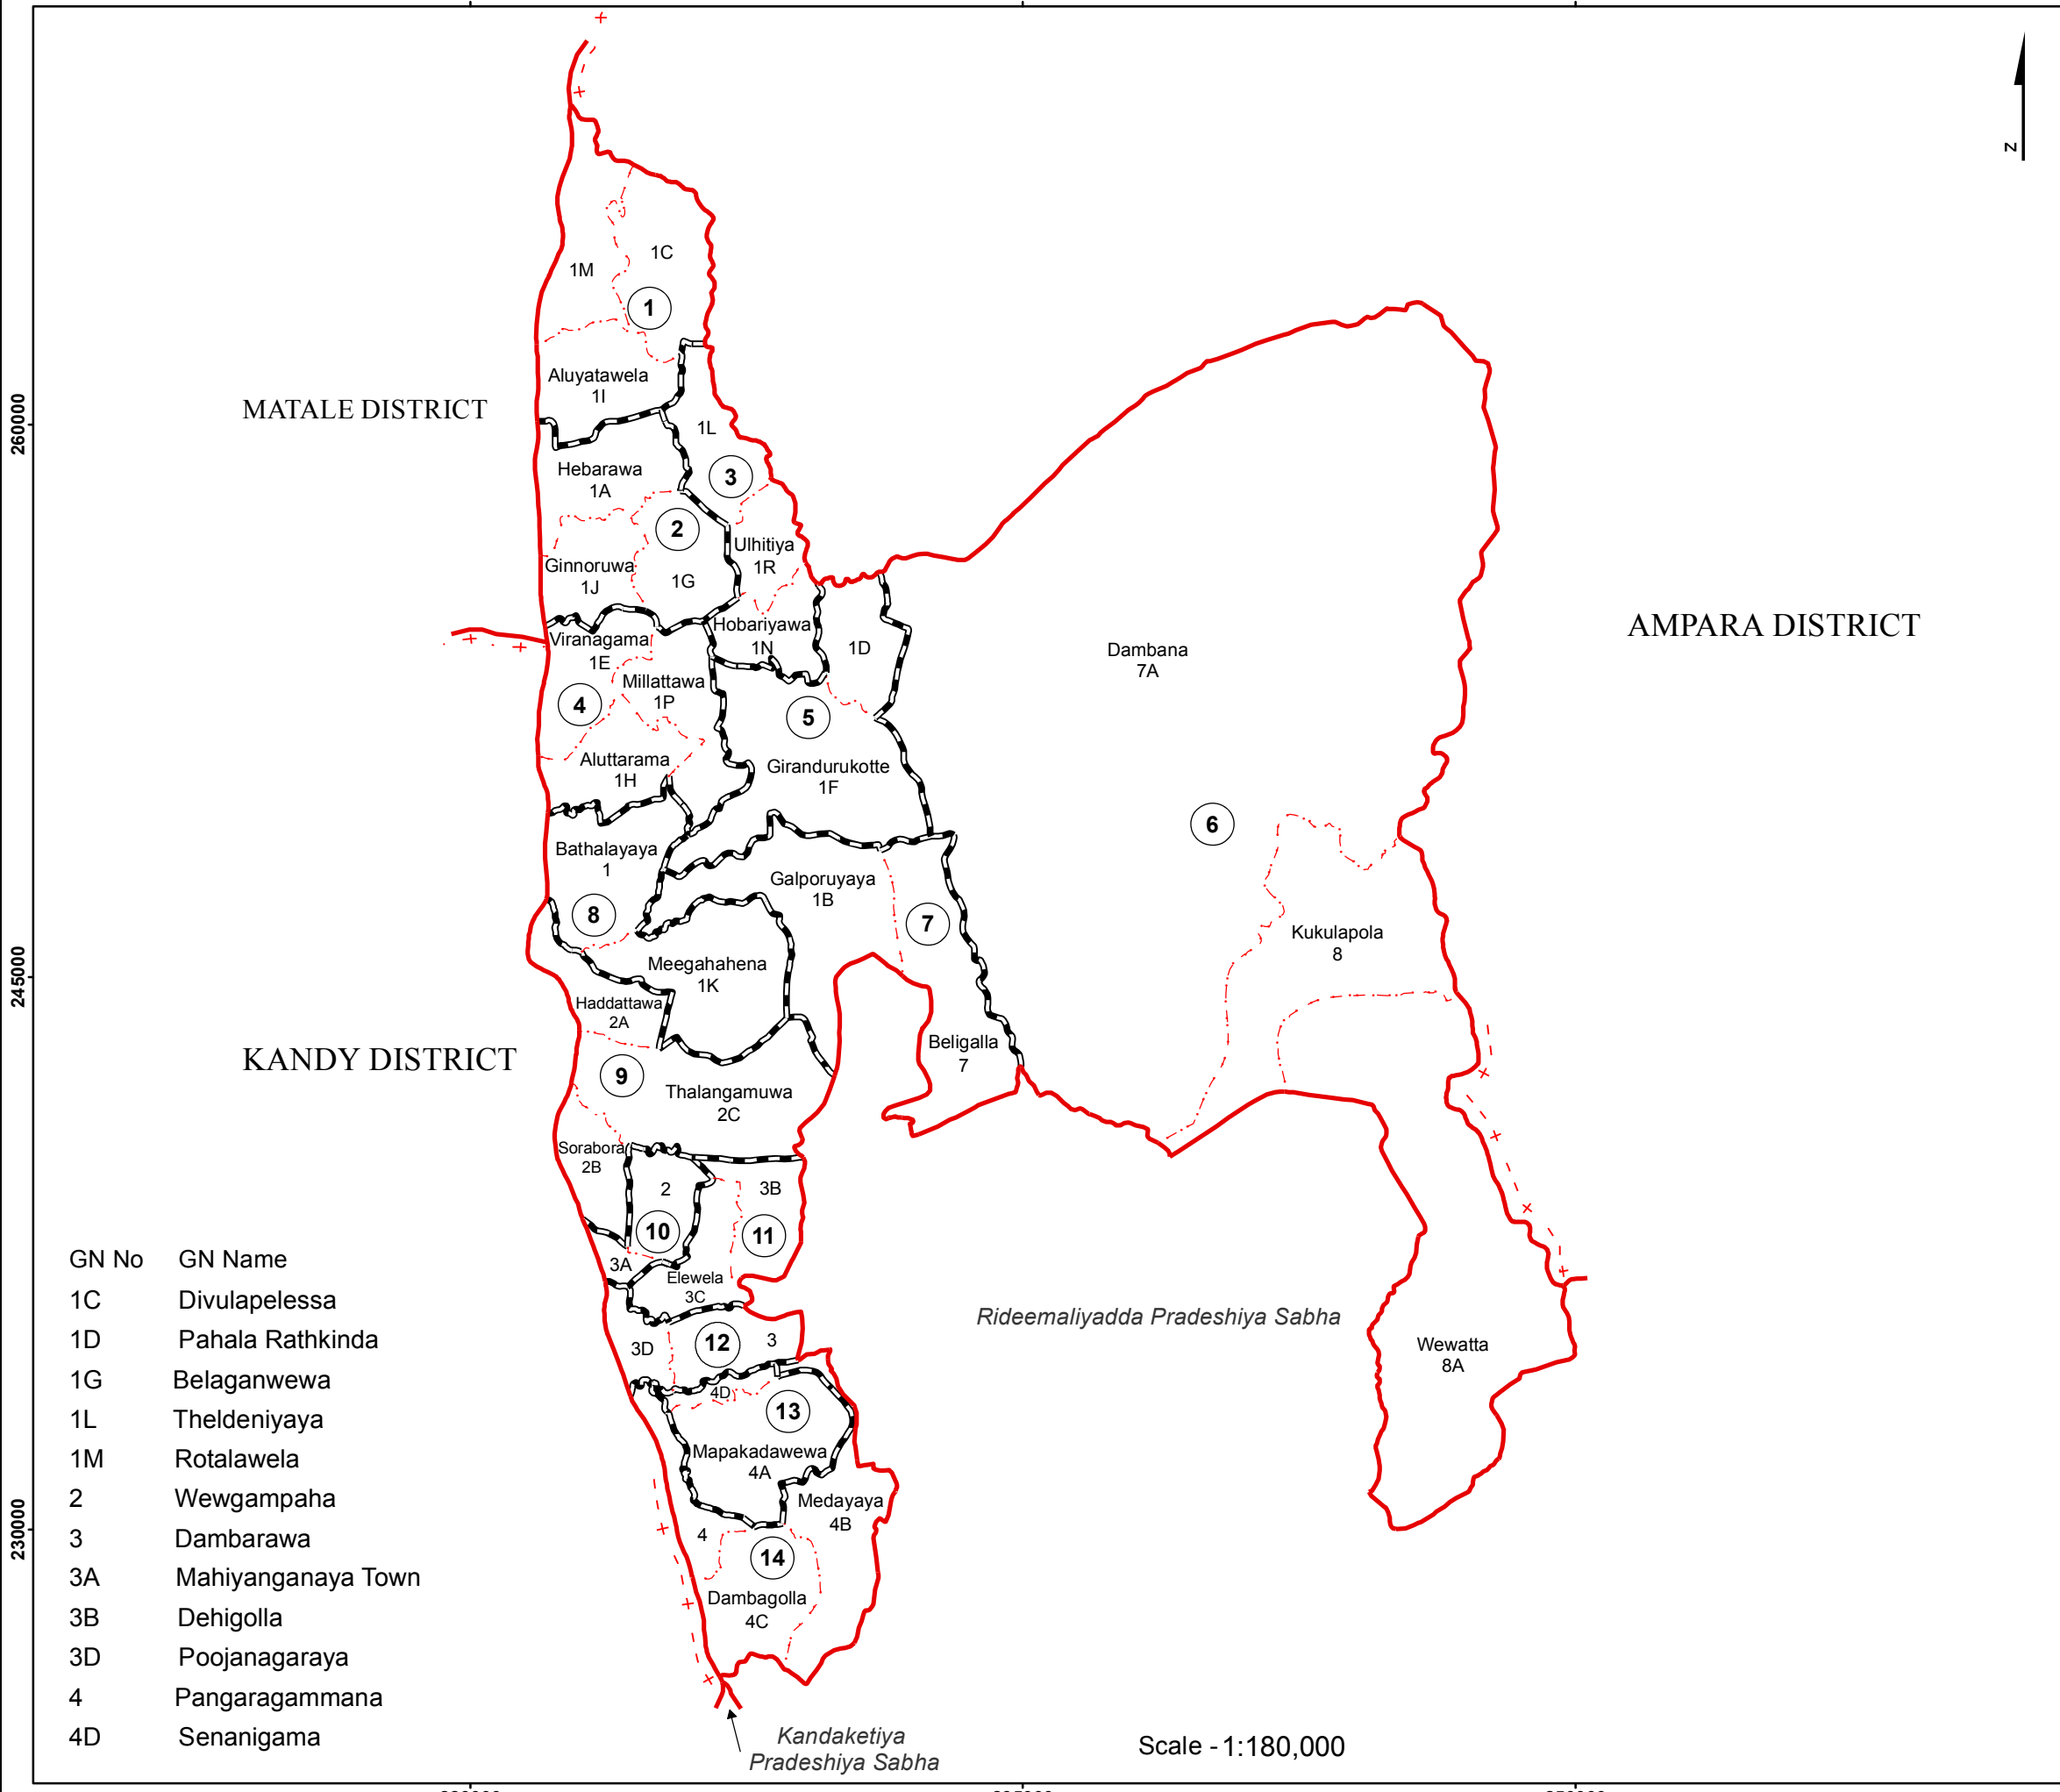 N
1C
1M
1
Aluyatawela
1I
MATALE DISTRICT
260000
1L
Hebarawa
1A
3
2
Ulhitiya
1R
Ginnoruwa
1J
1G
Viranagama
1E
Hobariyawa
1N
1D
AMPARA DISTRICT
Dambana
7A
Millattawa
1P
4
5
Aluttarama
1H
Girandurukotte
1F
6
Bathalayaya
1
Galporuyaya
1B
8
7
Kukulapola
8
245000
Meegahahena
1K
Haddattawa
2A
KANDY DISTRICT
Beligalla
7
9
Thalangamuwa
2C
Sorabora
2B
2
3B
10
11
3A
Elewela
3C
Rideemaliyadda Pradeshiya Sabha
3D
12
3
Wewatta
8A
4D
13
Mapakadawewa
4A
Medayaya
4B
230000
4
14
Dambagolla
4C
GN No GN Name
1C Divulapelessa
1D Pahala Rathkinda
1G Belaganwewa
1L Theldeniyaya
1M Rotalawela
2 Wewgampaha
3 Dambarawa
3A Mahiyanganaya Town
3B Dehigolla
3D Poojanagaraya
4 Pangaragammana
4D Senanigama
Kandaketiya
Pradeshiya Sabha
Scale - 1:180,000